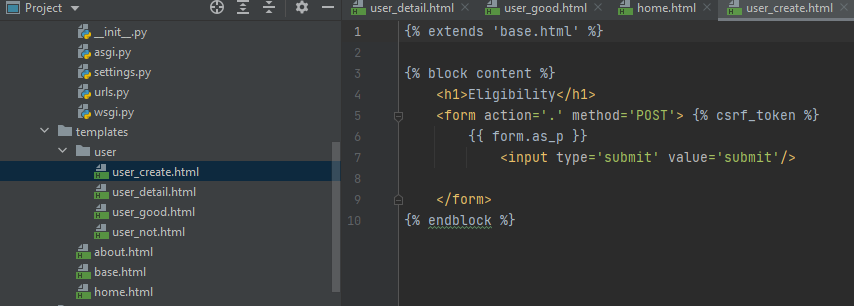 Project
user_detail.html
user_good.html
home.html
user_create.html
__init__.py
asgi.py
settings.py
urls.py
wsgi.py
templates
user
user_create.html
user_detail.html
user_good.html
user_not.html
about.html
base.html
home.html
1 {% extends 'base.html' %}
2
3 {% block content %}
4 <h1>Eligibility</h1>
5 <form action='.' method='POST'> {% csrf_token %}
6 {{ form.as_p }}
7 <input type='submit' value='submit'/>
8
9 </form>
10 {% endblock %}